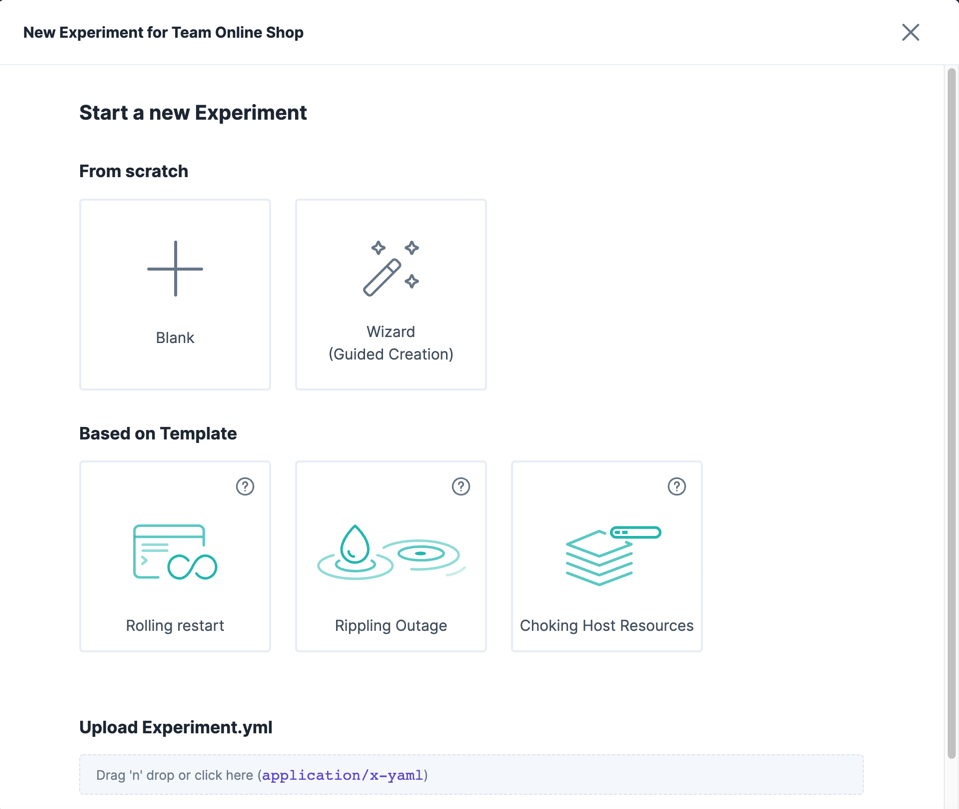 New Experiment for Team Online Shop
Start a new Experiment
From scratch
Blank
Wizard
(Guided Creation)
Based on Template
Rolling restart
Rippling Outage
Choking Host Resources
Upload Experiment.yml
Drag 'n' drop or click here (application/x-yaml)